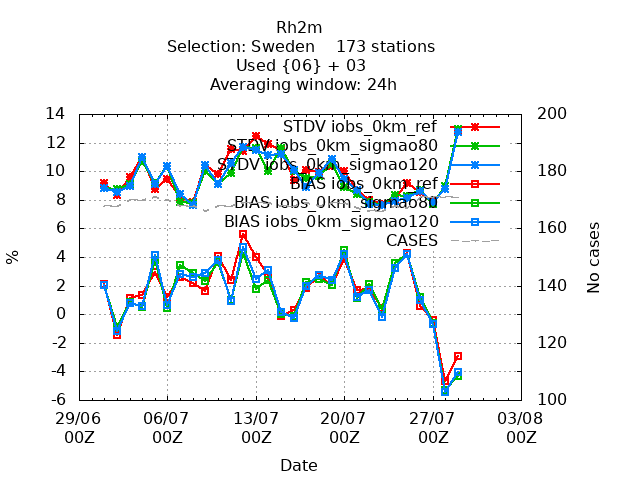 Rh2m
Selection: Sweden 173 stations
Used {06} + 03
Averaging window: 24h
STDV iobs_0km_ref
STDV iobs_0km_sigmao80
STDV iobs_0km_sigmao120
BIAS iobs_0km_ref
BIAS iobs_0km_sigmao80
BIAS iobs_0km_sigmao120
CASES
%
14
12
10
8
6
4
2
0
-2
-4
-6
No cases
200
180
160
140
120
100
29/06 06/07 13/07 20/07 27/07 03/08
00Z 00Z 00Z 00Z 00Z 00Z
Date